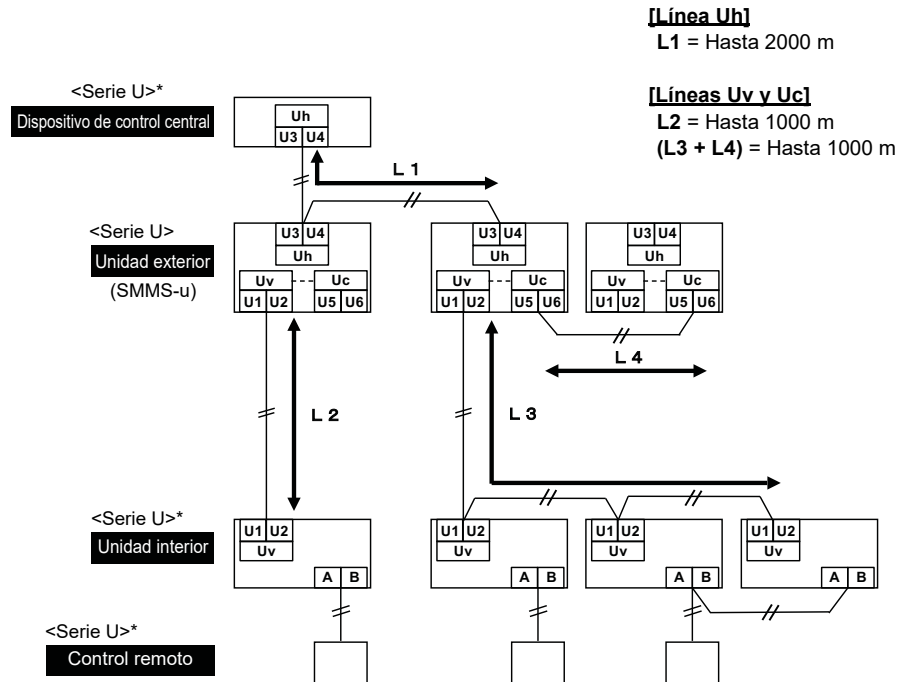 [Línea Uh]
L1 = Hasta 2000 m
[Líneas Uv y Uc]
L2 = Hasta 1000 m
(L3 + L4) = Hasta 1000 m
<Serie U>*
Dispositivo de control central
Uh
U3 U4
L 1
<Serie U>
Unidad exterior
(SMMS-u)
U3 U4
Uh
Uv Uc
U1 U2 U5 U6
U3 U4
Uh
Uv Uc
U1 U2 U5 U6
U3 U4
Uh
Uv Uc
U1 U2 U5 U6
L 4
L 2
L 3
<Serie U>*
Unidad interior
U1 U2
Uv
A B
U1 U2
Uv
A B
U1 U2
Uv
A B
U1 U2
Uv
A B
<Serie U>*
Control remoto